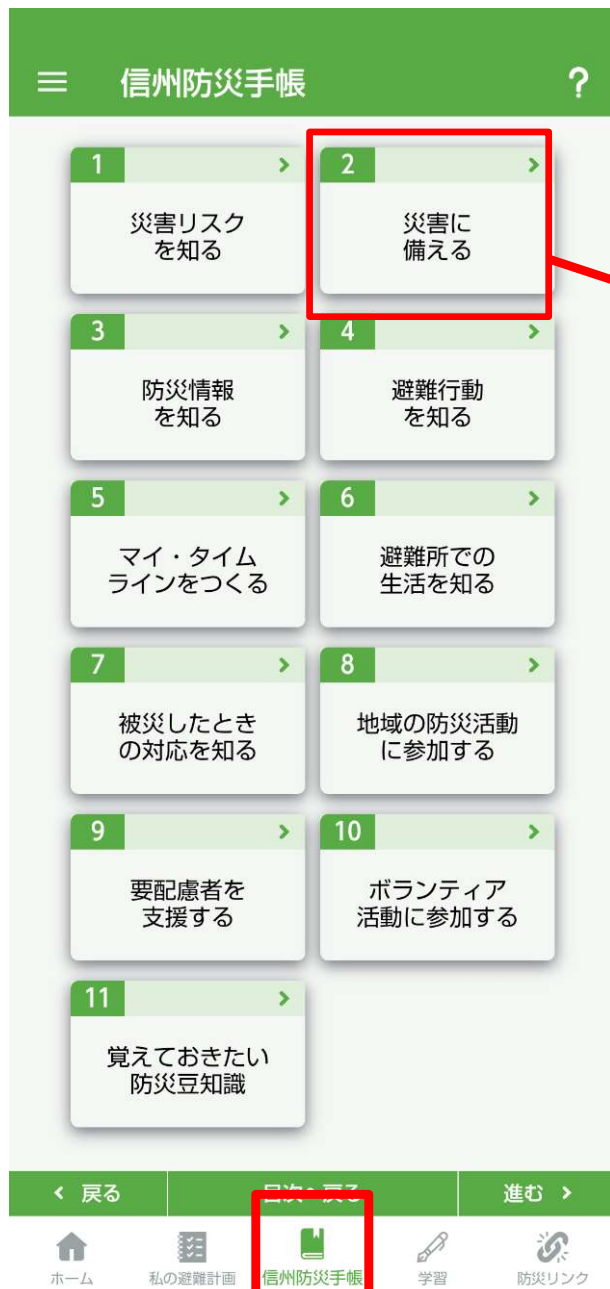 信州防災手帳
?
1
災害リスク
を知る
2
災害に
備える
3
防災情報
を知る
4
避難行動
を知る
5
マイ・タイム
ラインをつくる
6
避難所での
生活を知る
7
被災したとき
の対応を知る
8
地域の防災活動
に参加する
9
要配慮者を
支援する
10
ボランティア
活動に参加する
11
覚えておきたい
防災豆知識
戻る
目次へ戻る
進む
ホーム
私の避難計画
信州防災手帳
学習
防災リンク